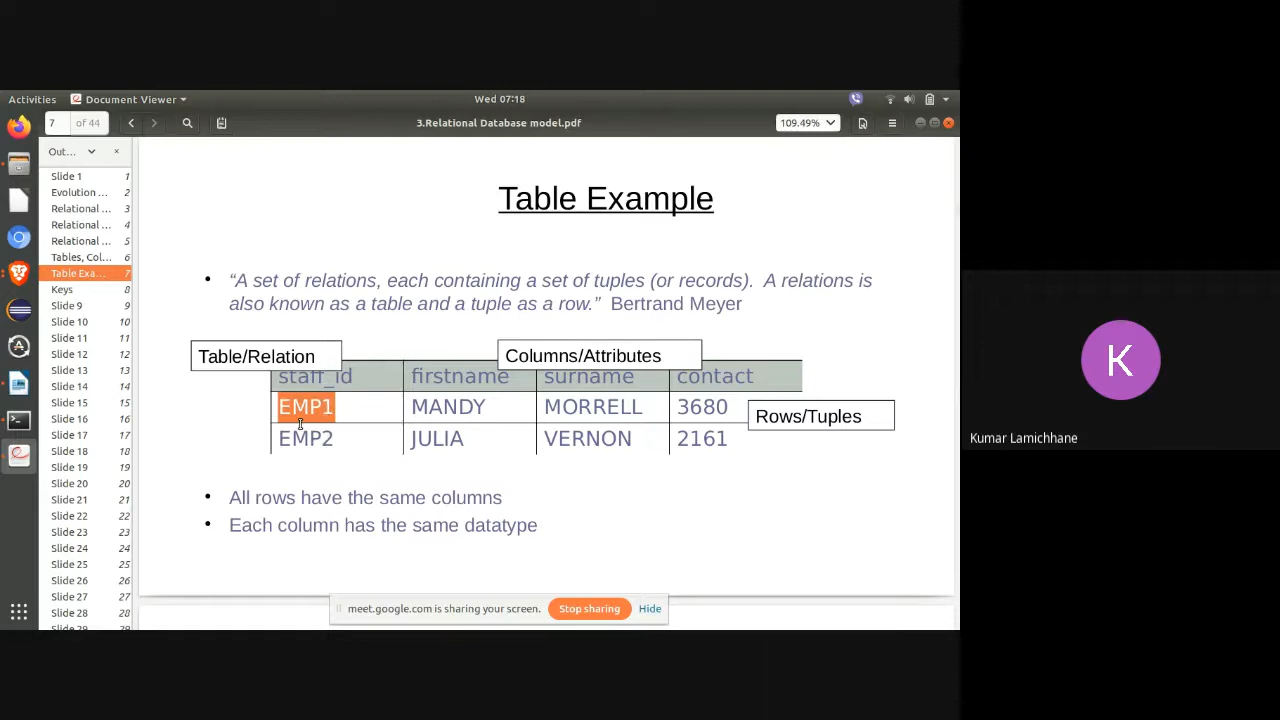 Activities Document Viewer Wed 07:18
7 of 44 3.Relational Database model.pdf 109.49%
Out...
Slide 1 1
Evolution ... 2
Relational ... 3
Relational ... 4
Relational ... 5
Tables, Col... 6
Table Exa... 7
Keys 8
Slide 9 9
Slide 10 10
Slide 11 11
Slide 12 12
Slide 13 13
Slide 14 14
Slide 15 15
Slide 16 16
Slide 17 17
Slide 18 18
Slide 19 19
Slide 20 20
Slide 21 21
Slide 22 22
Slide 23 23
Slide 24 24
Slide 25 25
Slide 26 26
Slide 27 27
Slide 28 28
Slide 29 29
Table Example
• “A set of relations, each containing a set of tuples (or records). A relations is
also known as a table and a tuple as a row.” Bertrand Meyer
Table/Relation Columns/Attributes
staff_id firstname surname contact
EMP1 MANDY MORRELL 3680
Rows/Tuples
EMP2 JULIA VERNON 2161
• All rows have the same columns
• Each column has the same datatype
meet.google.com is sharing your screen. Stop sharing Hide
K
Kumar Lamichhane